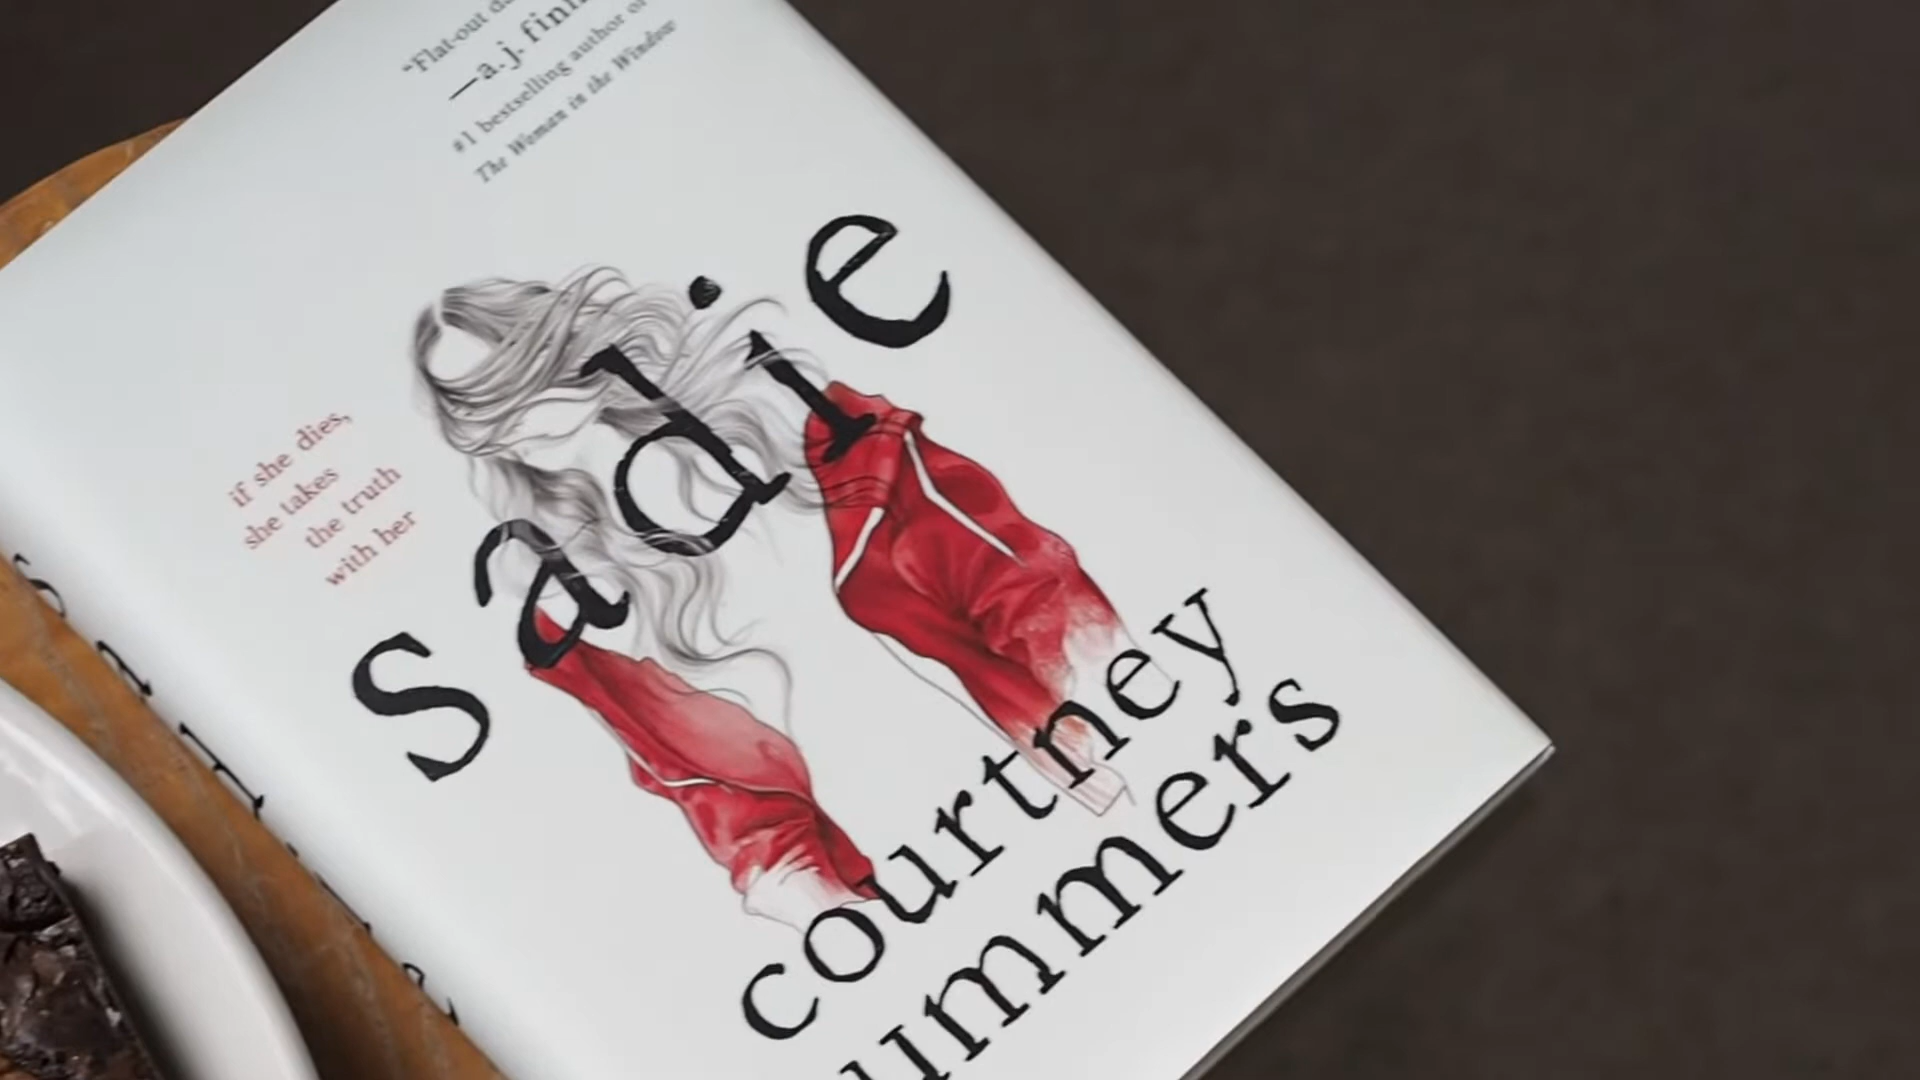 "Flat-out
—a.j. finn
#1 bestselling author of
The Woman in the Window
sadie
if she dies,
she takes
the truth
with her
courtney
ummers